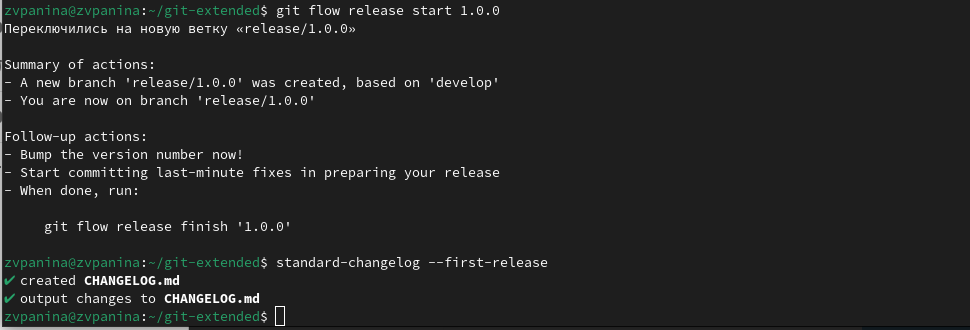 zvpanina@zvpanina:~/git-extended$ git flow release start 1.0.0
Переключились на новую ветку «release/1.0.0»
Summary of actions:
- A new branch 'release/1.0.0' was created, based on 'develop'
- You are now on branch 'release/1.0.0'
Follow-up actions:
- Bump the version number now!
- Start committing last-minute fixes in preparing your release
- When done, run:
git flow release finish '1.0.0'
zvpanina@zvpanina:~/git-extended$ standard-changelog --first-release
✔ created CHANGELOG.md
✔ output changes to CHANGELOG.md
zvpanina@zvpanina:~/git-extended$